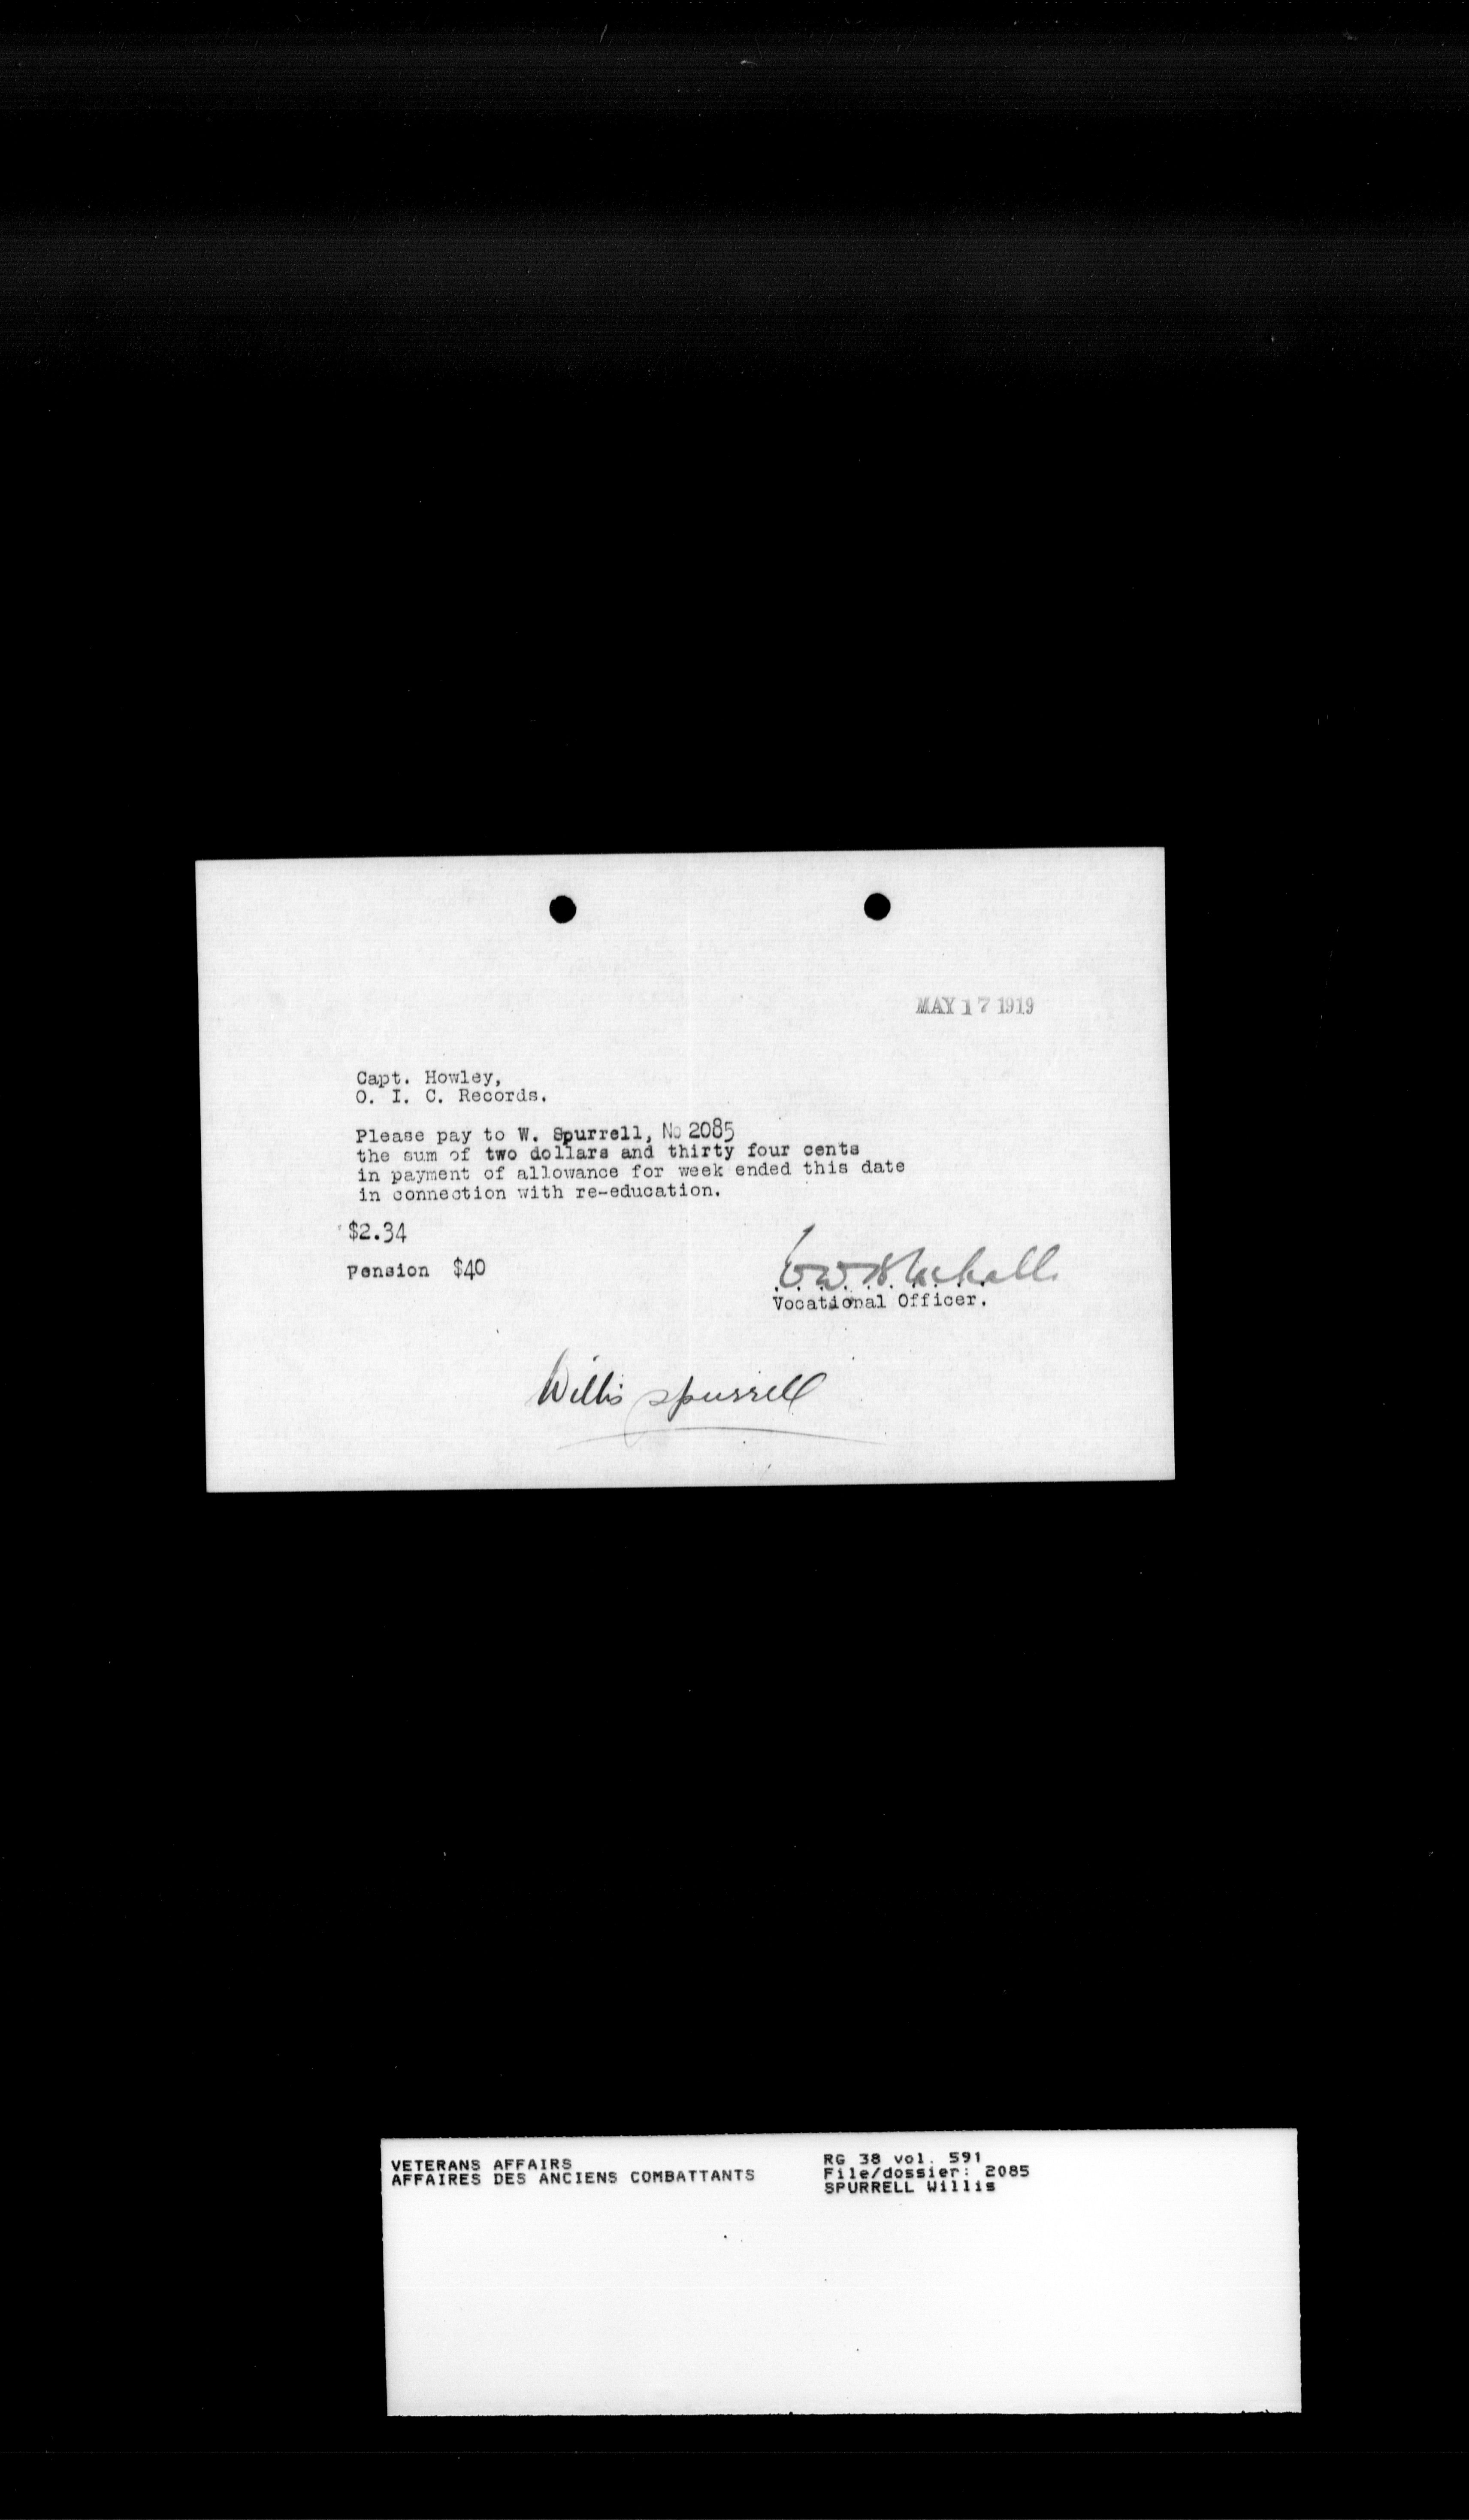 MAY 17 1919
Capt. Howley,
O. I. C. Records.
Please pay to W. Spurrell, No 2085
the sum of two dollars and thirty four cents
in payment of allowance for week ended this date
in connection with re-education.
$2.34
Pension $40
Vocational Officer.
Willis Spurrell
VETERANS AFFAIRS
AFFAIRES DES ANCIENS COMBATTANTS
RG 38 vol. 591
File/dossier: 2085
SPURRELL Willis